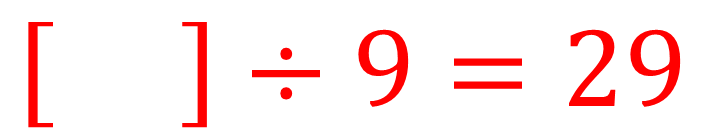 [   ] ÷ 9 = 29